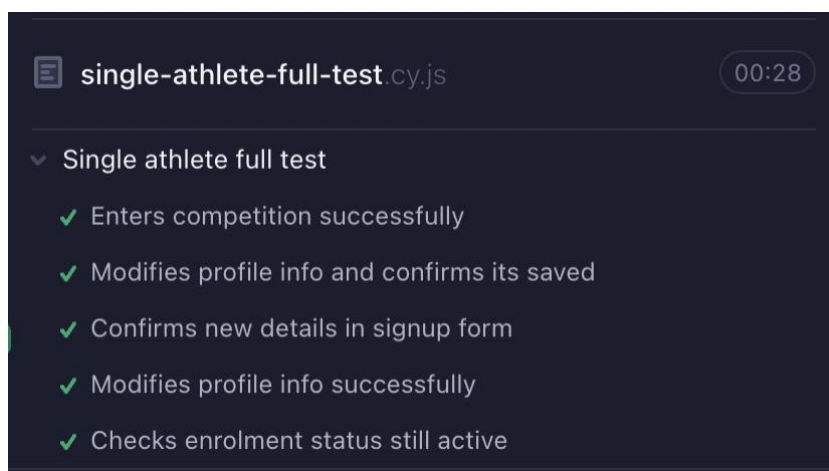 single-athlete-full-test.cy.js 00:28
Single athlete full test
Enters competition successfully
Modifies profile info and confirms its saved
Confirms new details in signup form
Modifies profile info successfully
Checks enrolment status still active